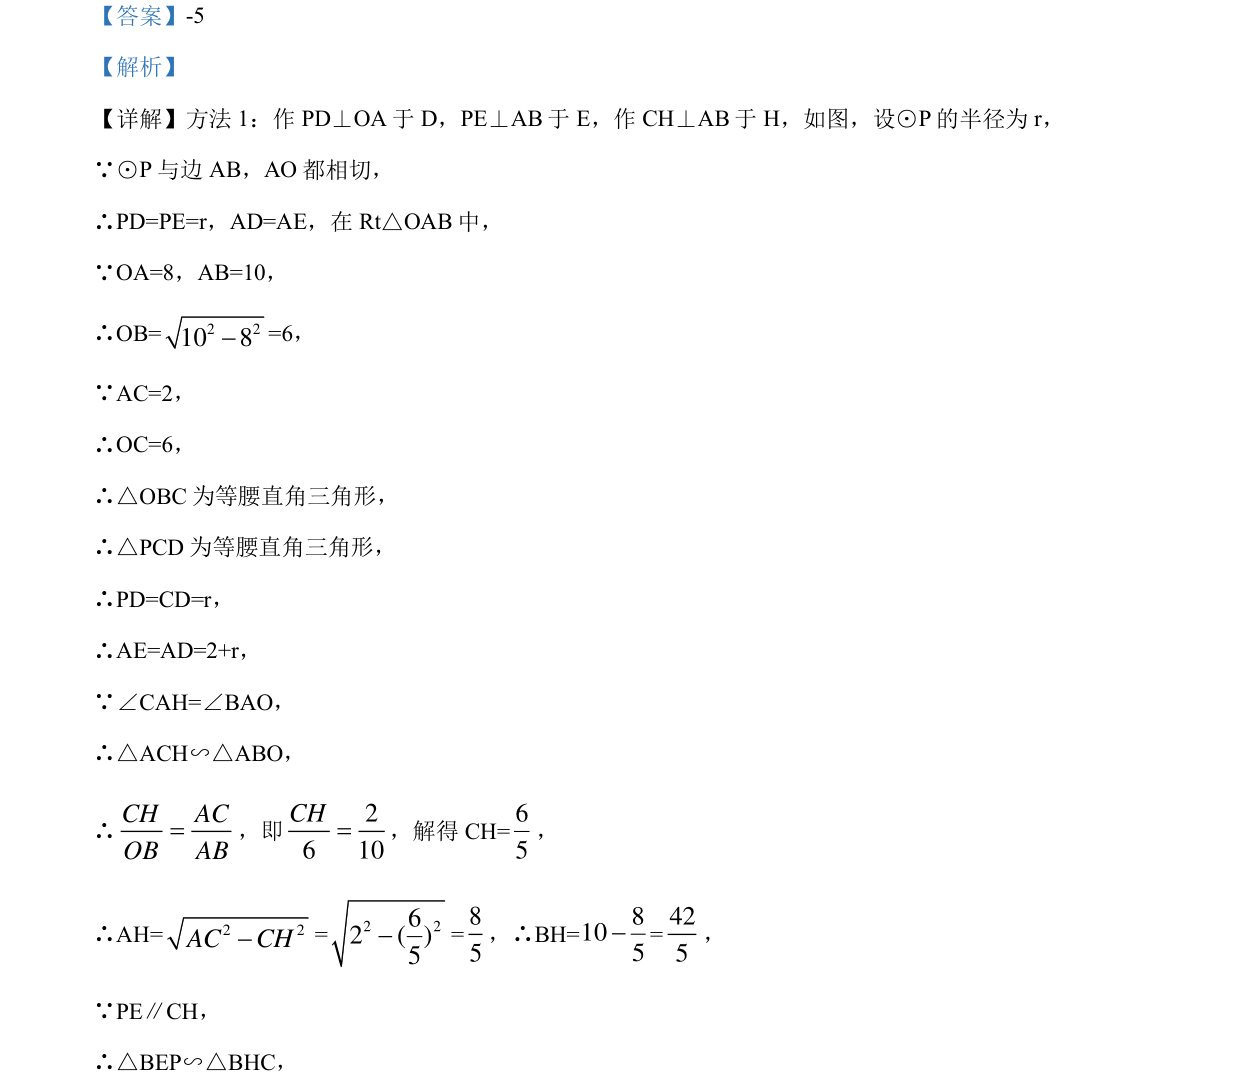 【答案】-5
【解析】
【详解】方法 1：作 PD⊥OA 于 D，PE⊥AB 于 E，作 CH⊥AB 于 H，如图，设⊙P 的半径为 r，
∵⊙P 与边 AB，AO 都相切，
∴PD=PE=r，AD=AE，在 Rt△OAB 中，
∵OA=8，AB=10，
∴OB=√(10²−8²)=6，
∵AC=2，
∴OC=6，
∴△OBC 为等腰直角三角形，
∴△PCD 为等腰直角三角形，
∴PD=CD=r，
∴AE=AD=2+r，
∵∠CAH=∠BAO，
∴△ACH∽△ABO，
∴CH/OB=AC/AB，即CH/6=2/10，解得 CH=6/5，
∴AH=√(AC²−CH²)=√(2²−(6/5)²)=8/5，∴BH=10−8/5=42/5，
∵PE∥CH，
∴△BEP∽△BHC，